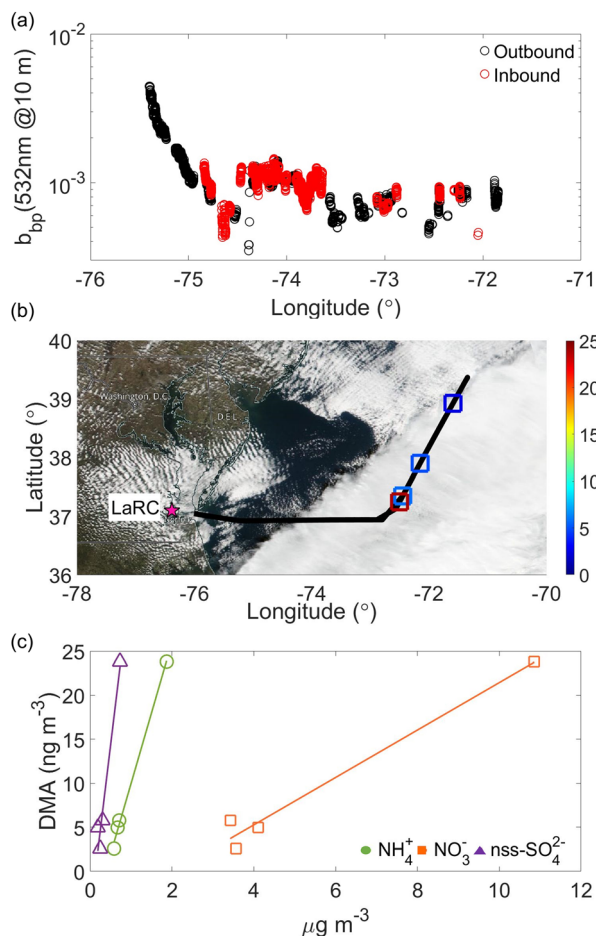 (a)
10⁻²
10⁻³
b_bp(532nm @10 m)
Outbound
Inbound
-76 -75 -74 -73 -72 -71
Longitude (°)
(b)
40
39
38
37
36
Latitude (°)
Washington, D.C.
DEL
LaRC
-78 -76 -74 -72 -70
Longitude (°)
25
20
15
10
5
0
(c)
25
20
15
10
5
0
DMA (ng m⁻³)
NH₄⁺ NO₃⁻ nss-SO₄²⁻
0 2 4 6 8 10 12
μg m⁻³